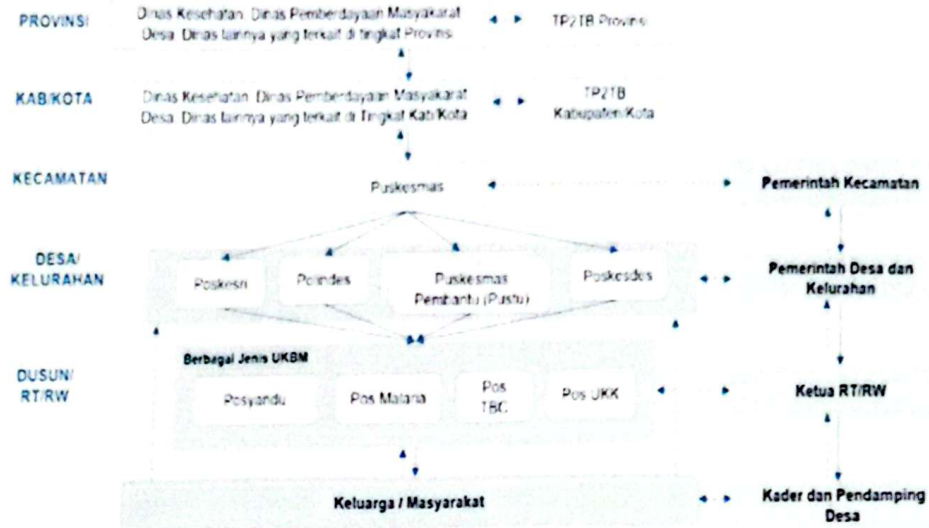 PROVINSI
Dinas Kesehatan. Dinas Pemberdayaan Masyakarat
Desa. Dinas lainnya yang terkait di tingkat Provinsi
TP2TB Provinsi
KAB/KOTA
Dinas Kesehatan. Dinas Pemberdayaan Masyakarat
Desa. Dinas lainnya yang terkait di Tingkat Kab/Kota
TP2TB
Kabupaten/Kota
KECAMATAN
Puskesmas
Pemerintah Kecamatan
DESA/
KELURAHAN
Poskesri
Polindes
Puskesmas
Pembantu (Pustu)
Poskesdes
Pemerintah Desa dan
Kelurahan
Berbagai Jenis UKBM
DUSUN/
RT/RW
Posyandu
Pos Malaria
Pos
TBC
Pos UKK
Ketua RT/RW
Keluarga / Masyarakat
Kader dan Pendamping
Desa